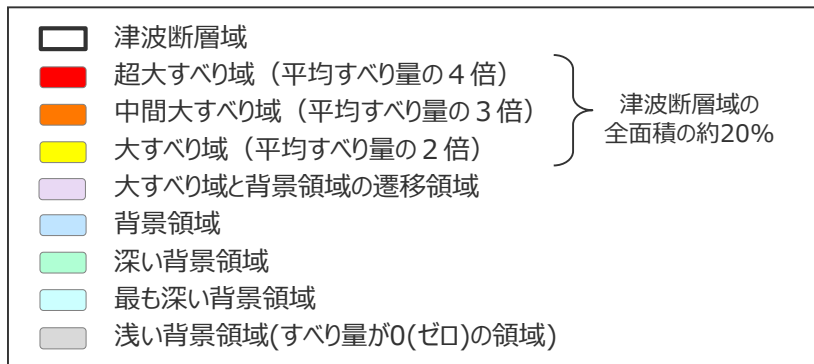 津波断層域
超大すべり域（平均すべり量の４倍）
中間大すべり域（平均すべり量の３倍）
大すべり域（平均すべり量の２倍）
津波断層域の
全面積の約20%
大すべり域と背景領域の遷移領域
背景領域
深い背景領域
最も深い背景領域
浅い背景領域(すべり量が0(ゼロ)の領域)